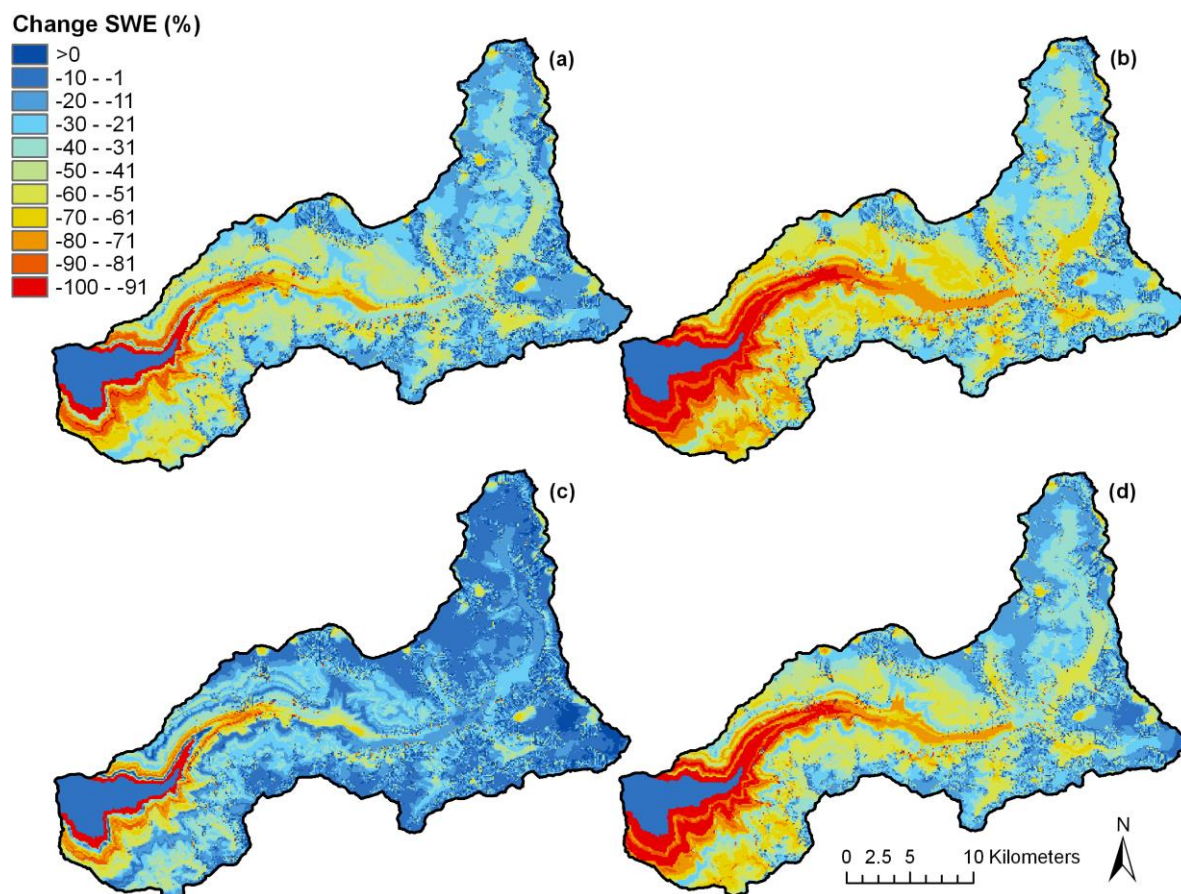 Change SWE (%)
>0
-10 - -1
-20 - -11
-30 - -21
-40 - -31
-50 - -41
-60 - -51
-70 - -61
-80 - -71
-90 - -81
-100 - -91
(a)
(b)
(c)
(d)
N
0 2.5 5 10 Kilometers